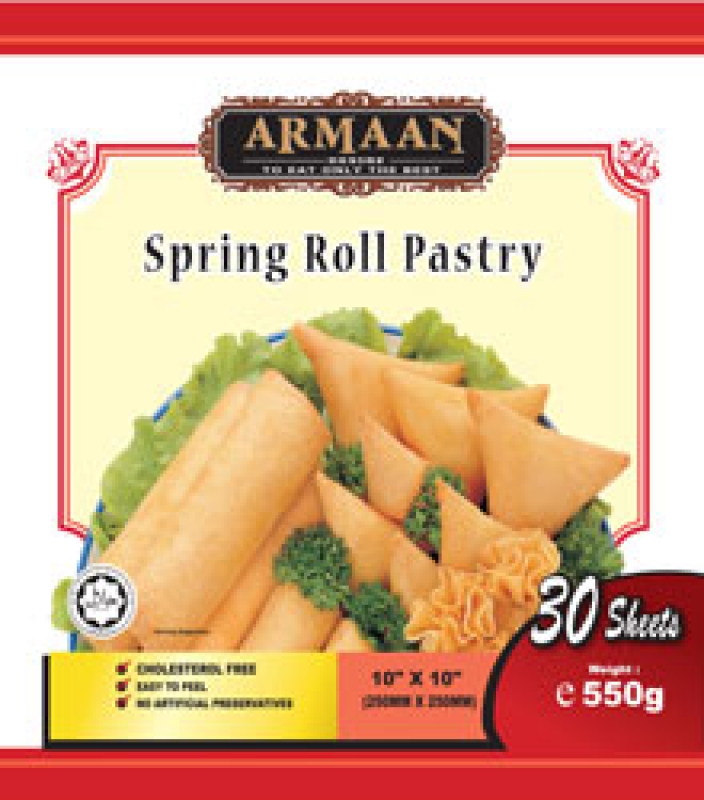 ARMAAN
DESIRE
TO EAT ONLY THE BEST
Spring Roll Pastry
30 Sheets
CHOLESTEROL FREE
EASY TO PEEL
NO ARTIFICIAL PRESERVATIVES
10" X 10"
(250MM X 250MM)
Weight :
e 550g